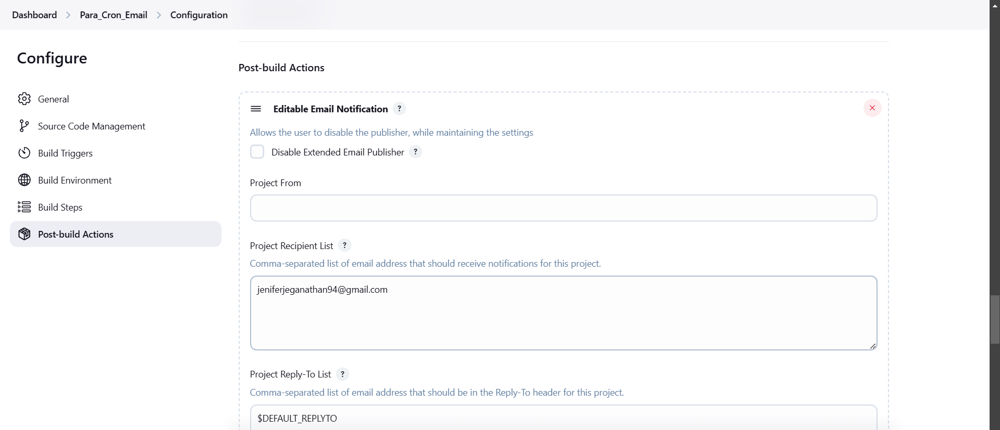 Dashboard > Para_Cron_Email > Configuration
Configure
General
Source Code Management
Build Triggers
Build Environment
Build Steps
Post-build Actions
Post-build Actions
Editable Email Notification ?
Allows the user to disable the publisher, while maintaining the settings
Disable Extended Email Publisher ?
Project From
Project Recipient List ?
Comma-separated list of email address that should receive notifications for this project.
jeniferjeganathan94@gmail.com
Project Reply-To List ?
Comma-separated list of email address that should be in the Reply-To header for this project.
$DEFAULT_REPLYTO